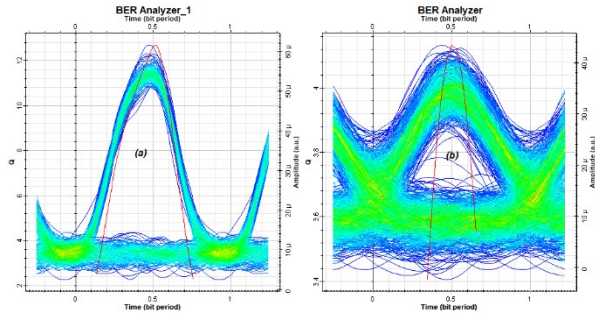 BER Analyzer_1
Time (bit period)
0
0.5
1
Q
12
10
8
6
4
2
(a)
60 µ
50 µ
40 µ
30 µ
20 µ
10 µ
0
Amplitude (a.u.)
0
0.5
1
Time (bit period)
BER Analyzer
Time (bit period)
0
0.5
1
Q
4
3.8
3.6
3.4
(b)
40 µ
30 µ
20 µ
10 µ
0
Amplitude (a.u.)
0
0.5
1
Time (bit period)